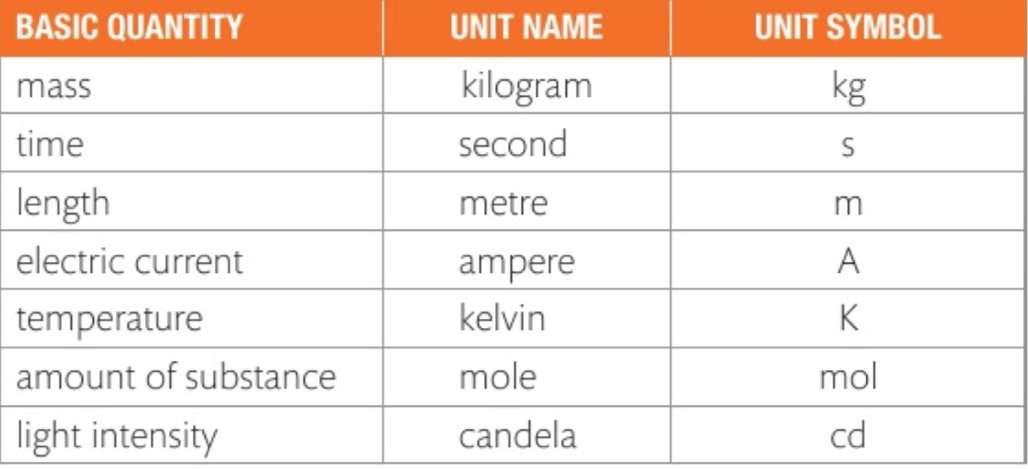 BASIC QUANTITY UNIT NAME UNIT SYMBOL
mass kilogram kg
time second s
length metre m
electric current ampere A
temperature kelvin K
amount of substance mole mol
light intensity candela cd